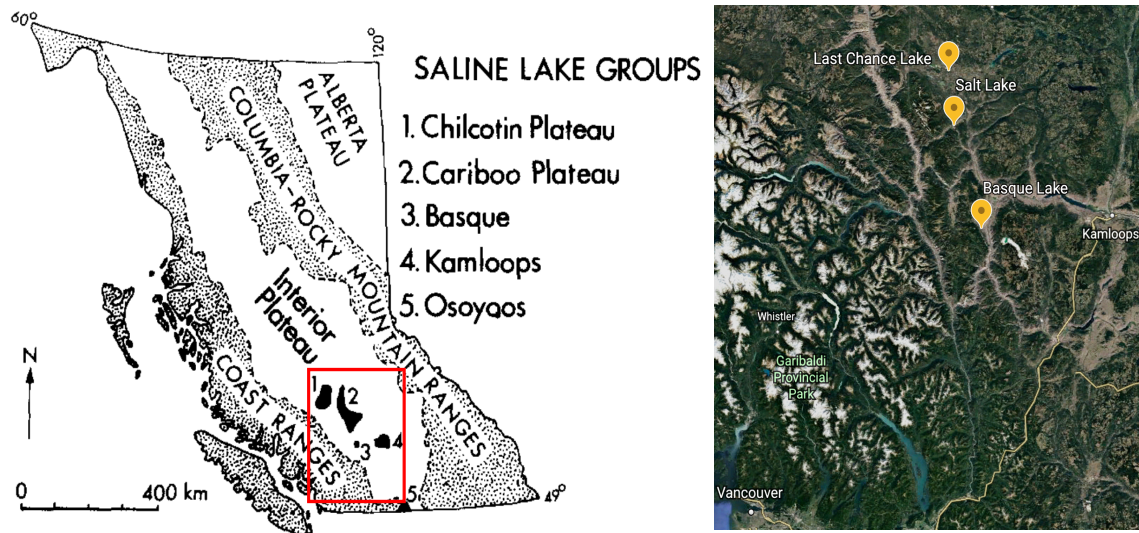 60°
120°
SALINE LAKE GROUPS
1. Chilcotin Plateau
2. Cariboo Plateau
3. Basque
4. Kamloops
5. Osoyoos
ALBERTA
PLATEAU
COLUMBIA-ROCKY MOUNTAIN RANGES
Interior
Plateau
COAST RANGES
N
1
2
3
4
5
0 400 km
49°
Last Chance Lake
Salt Lake
Basque Lake
Kamloops
Whistler
Garibaldi
Provincial
Park
Vancouver